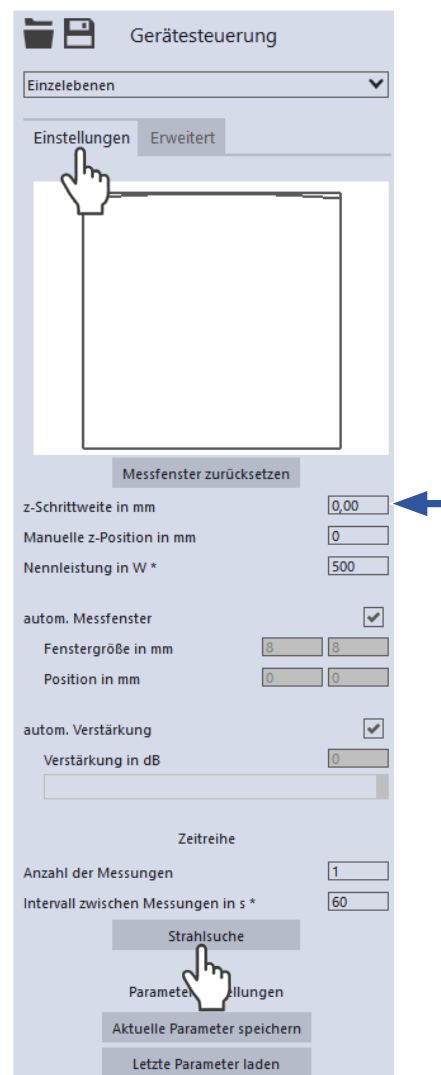 Gerätesteuerung
Einzelebenen
Einstellungen Erweitert
Messfenster zurücksetzen
z-Schrittweite in mm 0,00
Manuelle z-Position in mm 0
Nennleistung in W * 500
autom. Messfenster
Fenstergröße in mm 8 8
Position in mm 0 0
autom. Verstärkung
Verstärkung in dB 0
Zeitreihe
Anzahl der Messungen 1
Intervall zwischen Messungen in s * 60
Strahlsuche
Aktuelle Parameter speichern
Letzte Parameter laden